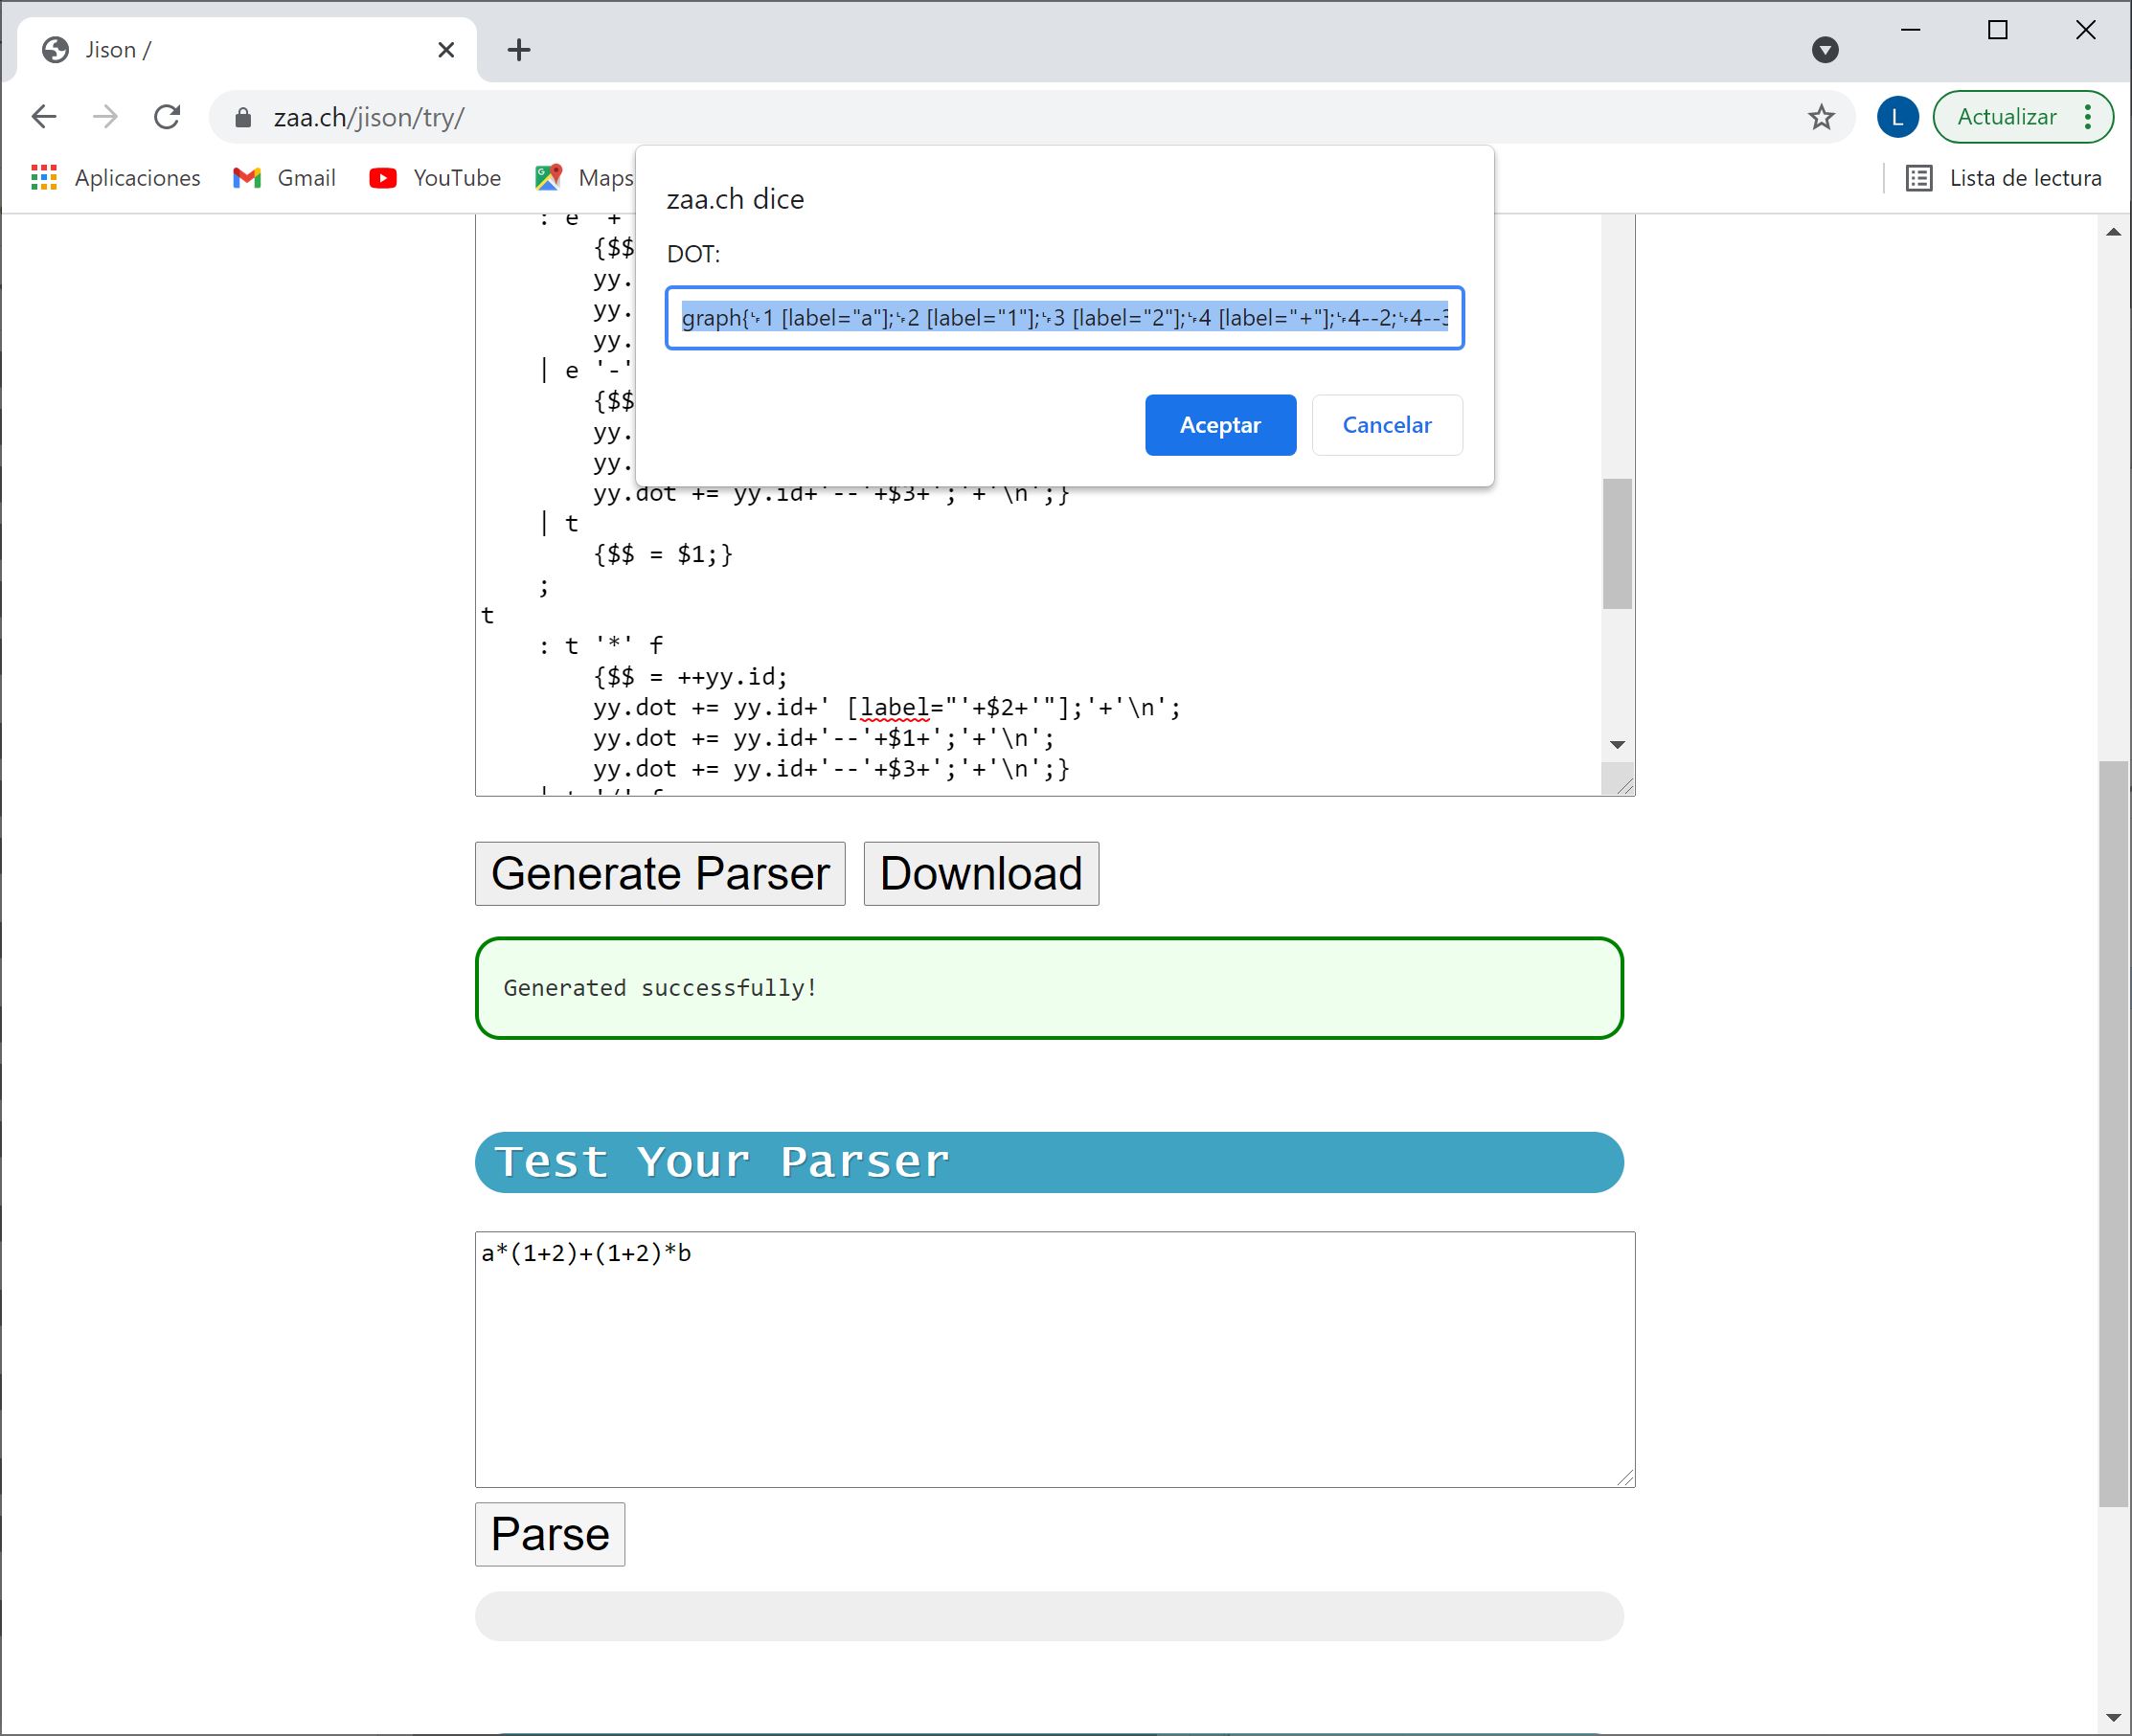 Jison /
zaa.ch/jison/try/
L
Actualizar
Aplicaciones
Gmail
YouTube
Maps
Lista de lectura
zaa.ch dice
DOT:
graph{␊1 [label="a"];␊2 [label="1"];␊3 [label="2"];␊4 [label="+"];␊4--2;␊4--3
Aceptar
Cancelar
: e '+
{$$
yy.
yy.
yy.
| e '-'
{$$
yy.
yy.
yy.dot += yy.id+'--'+$3+';'+'\n';}
| t
{$$ = $1;}
;
t
: t '*' f
{$$ = ++yy.id;
yy.dot += yy.id+' [label="'+$2+'"];'+'\n';
yy.dot += yy.id+'--'+$1+';'+'\n';
yy.dot += yy.id+'--'+$3+';'+'\n';}
| t '/' f
Generate Parser
Download
Generated successfully!
Test Your Parser
a*(1+2)+(1+2)*b
Parse